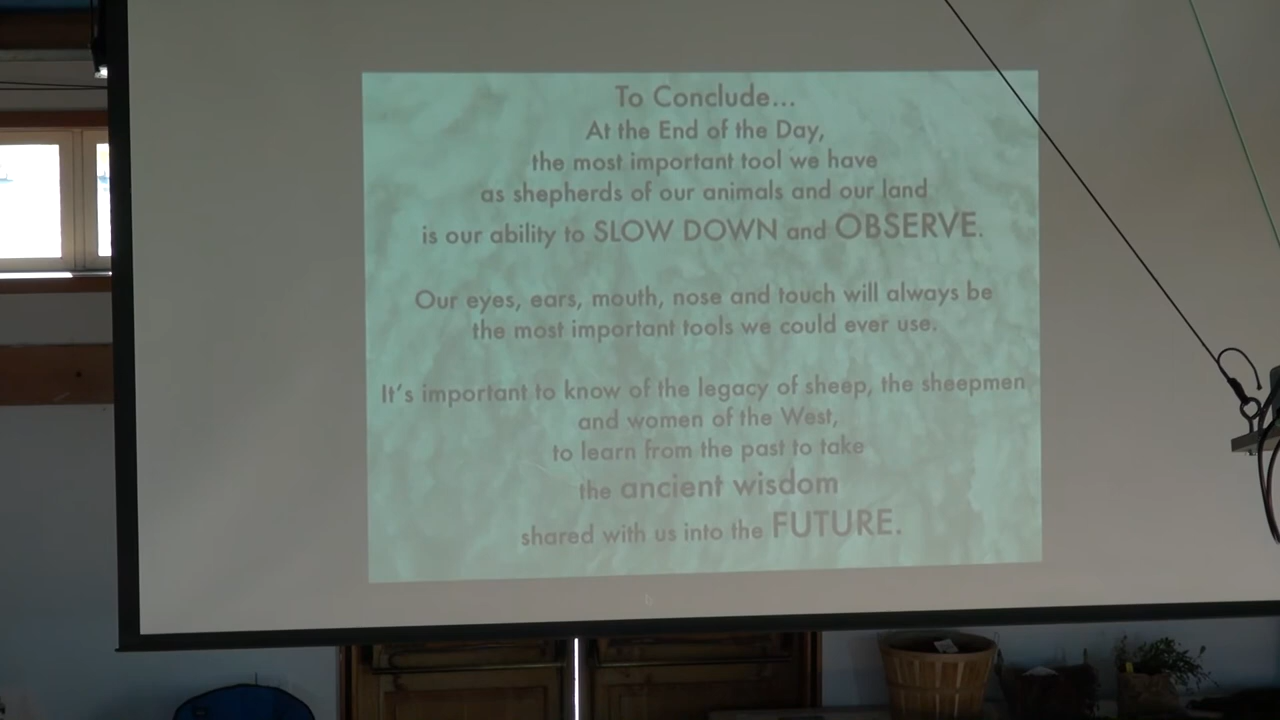 To Conclude...
At the End of the Day,
the most important tool we have
as shepherds of our animals and our land
is our ability to SLOW DOWN and OBSERVE.
Our eyes, ears, mouth, nose and touch will always be
the most important tools we could ever use.
It's important to know of the legacy of sheep, the sheepmen
and women of the West,
to learn from the past to take
the ancient wisdom
shared with us into the FUTURE.